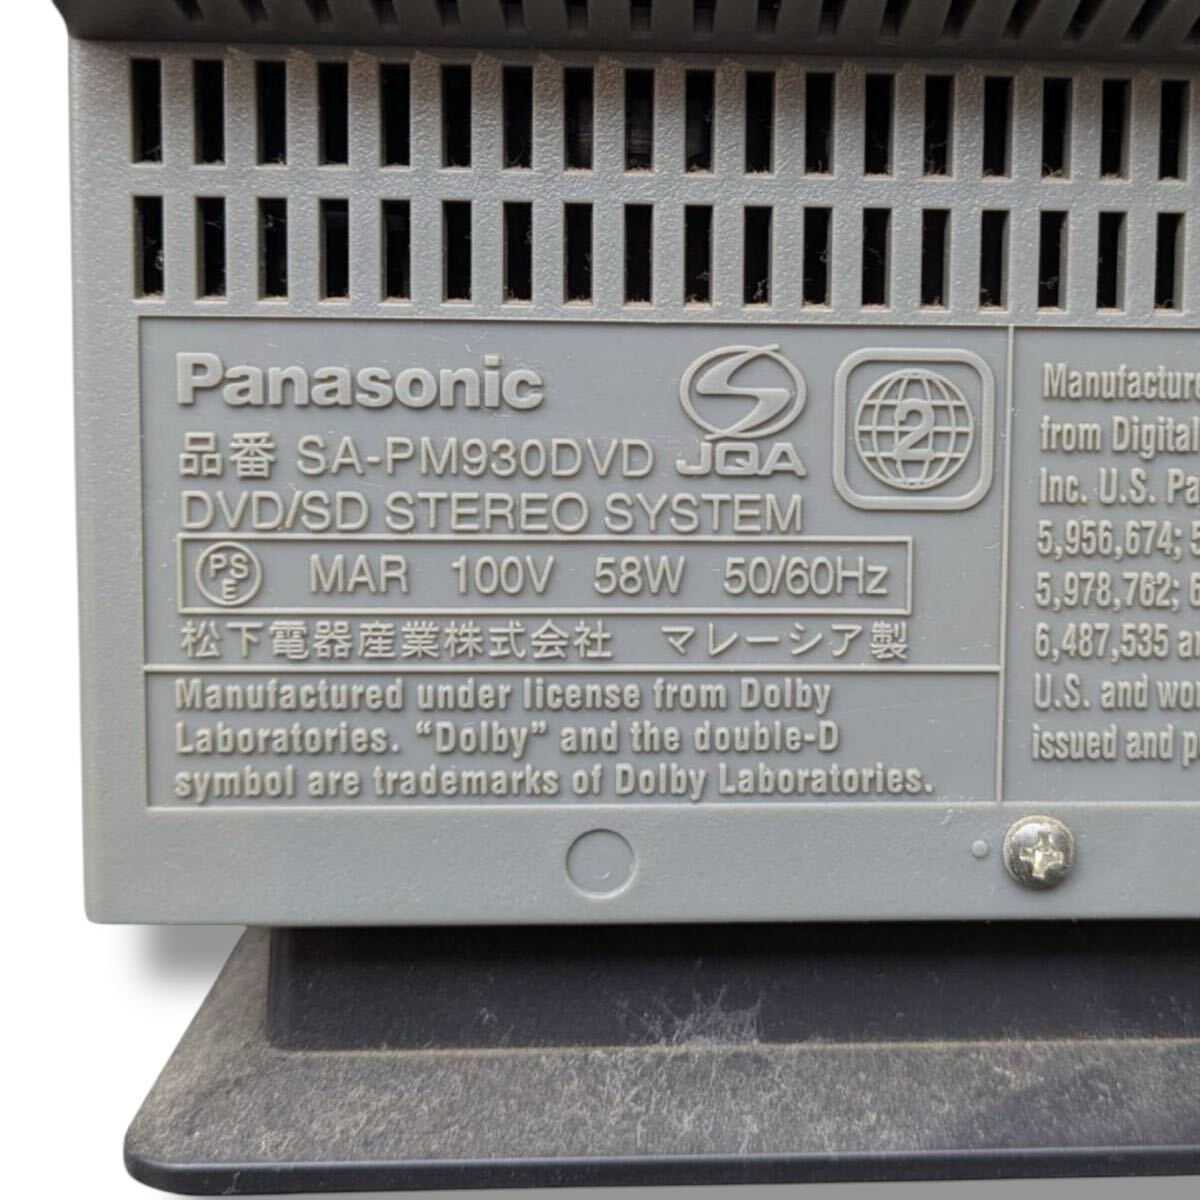 Panasonic
JQA
2
品番 SA-PM930DVD
DVD/SD STEREO SYSTEM
PS
E
MAR 100V 58W 50/60Hz
松下電器産業株式会社 マレーシア製
Manufactured under license from Dolby
Laboratories. “Dolby” and the double-D
symbol are trademarks of Dolby Laboratories.
from Digital
Inc. U.S.
5,956,674;
5,978,762;
6,487,535
U.S. and
issued and